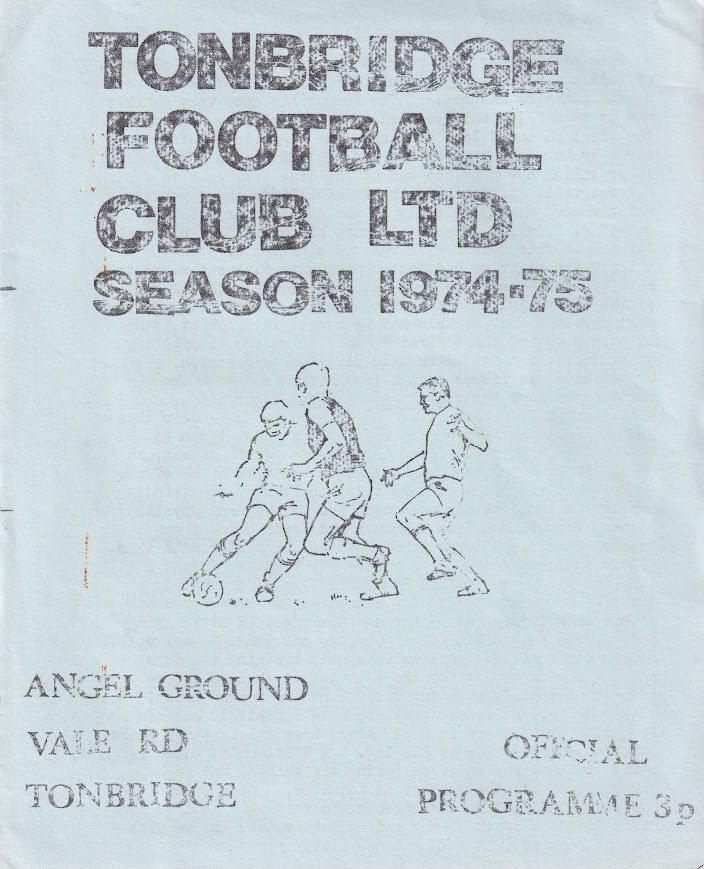 TONBRIDGE
FOOTBALL
CLUB LTD
SEASON 1974-75
ANGEL GROUND
VALE RD
TONBRIDGE
OFFICIAL
PROGRAMME 3p